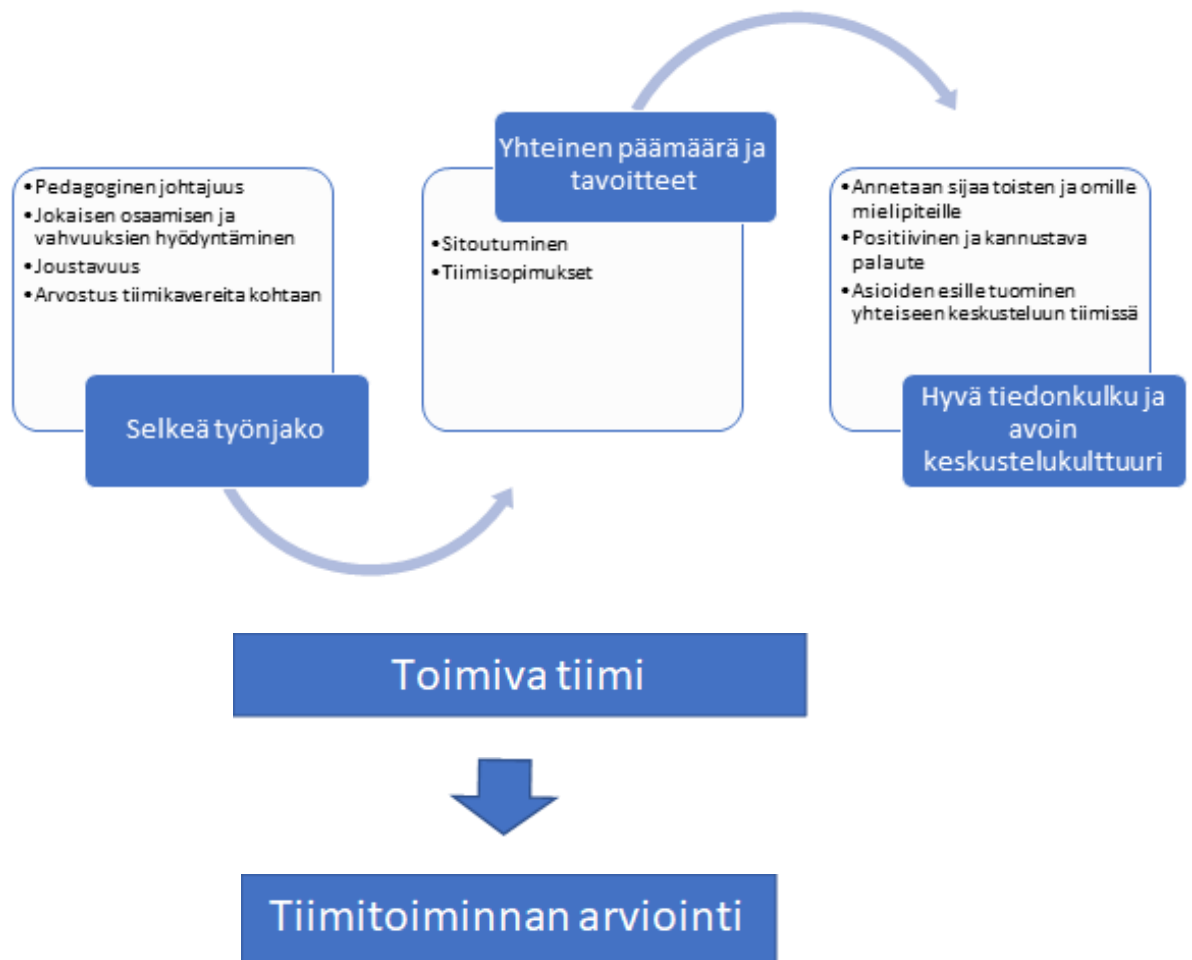 •Pedagoginen johtajuus
•Jokaisen osaamisen ja
vahvuuksien hyödyntäminen
•Joustavuus
•Arvostus tiimikavereita kohtaan
Selkeä työnjako
Yhteinen päämäärä ja
tavoitteet
•Sitoutuminen
•Tiimisopimukset
•Annetaan sijaa toisten ja omille
mielipiteille
•Positiivinen ja kannustava
palaute
•Asioiden esille tuominen
yhteiseen keskusteluun tiimissä
Hyvä tiedonkulku ja
avoin
keskustelukulttuuri
Toimiva tiimi
Tiimitoiminnan arviointi